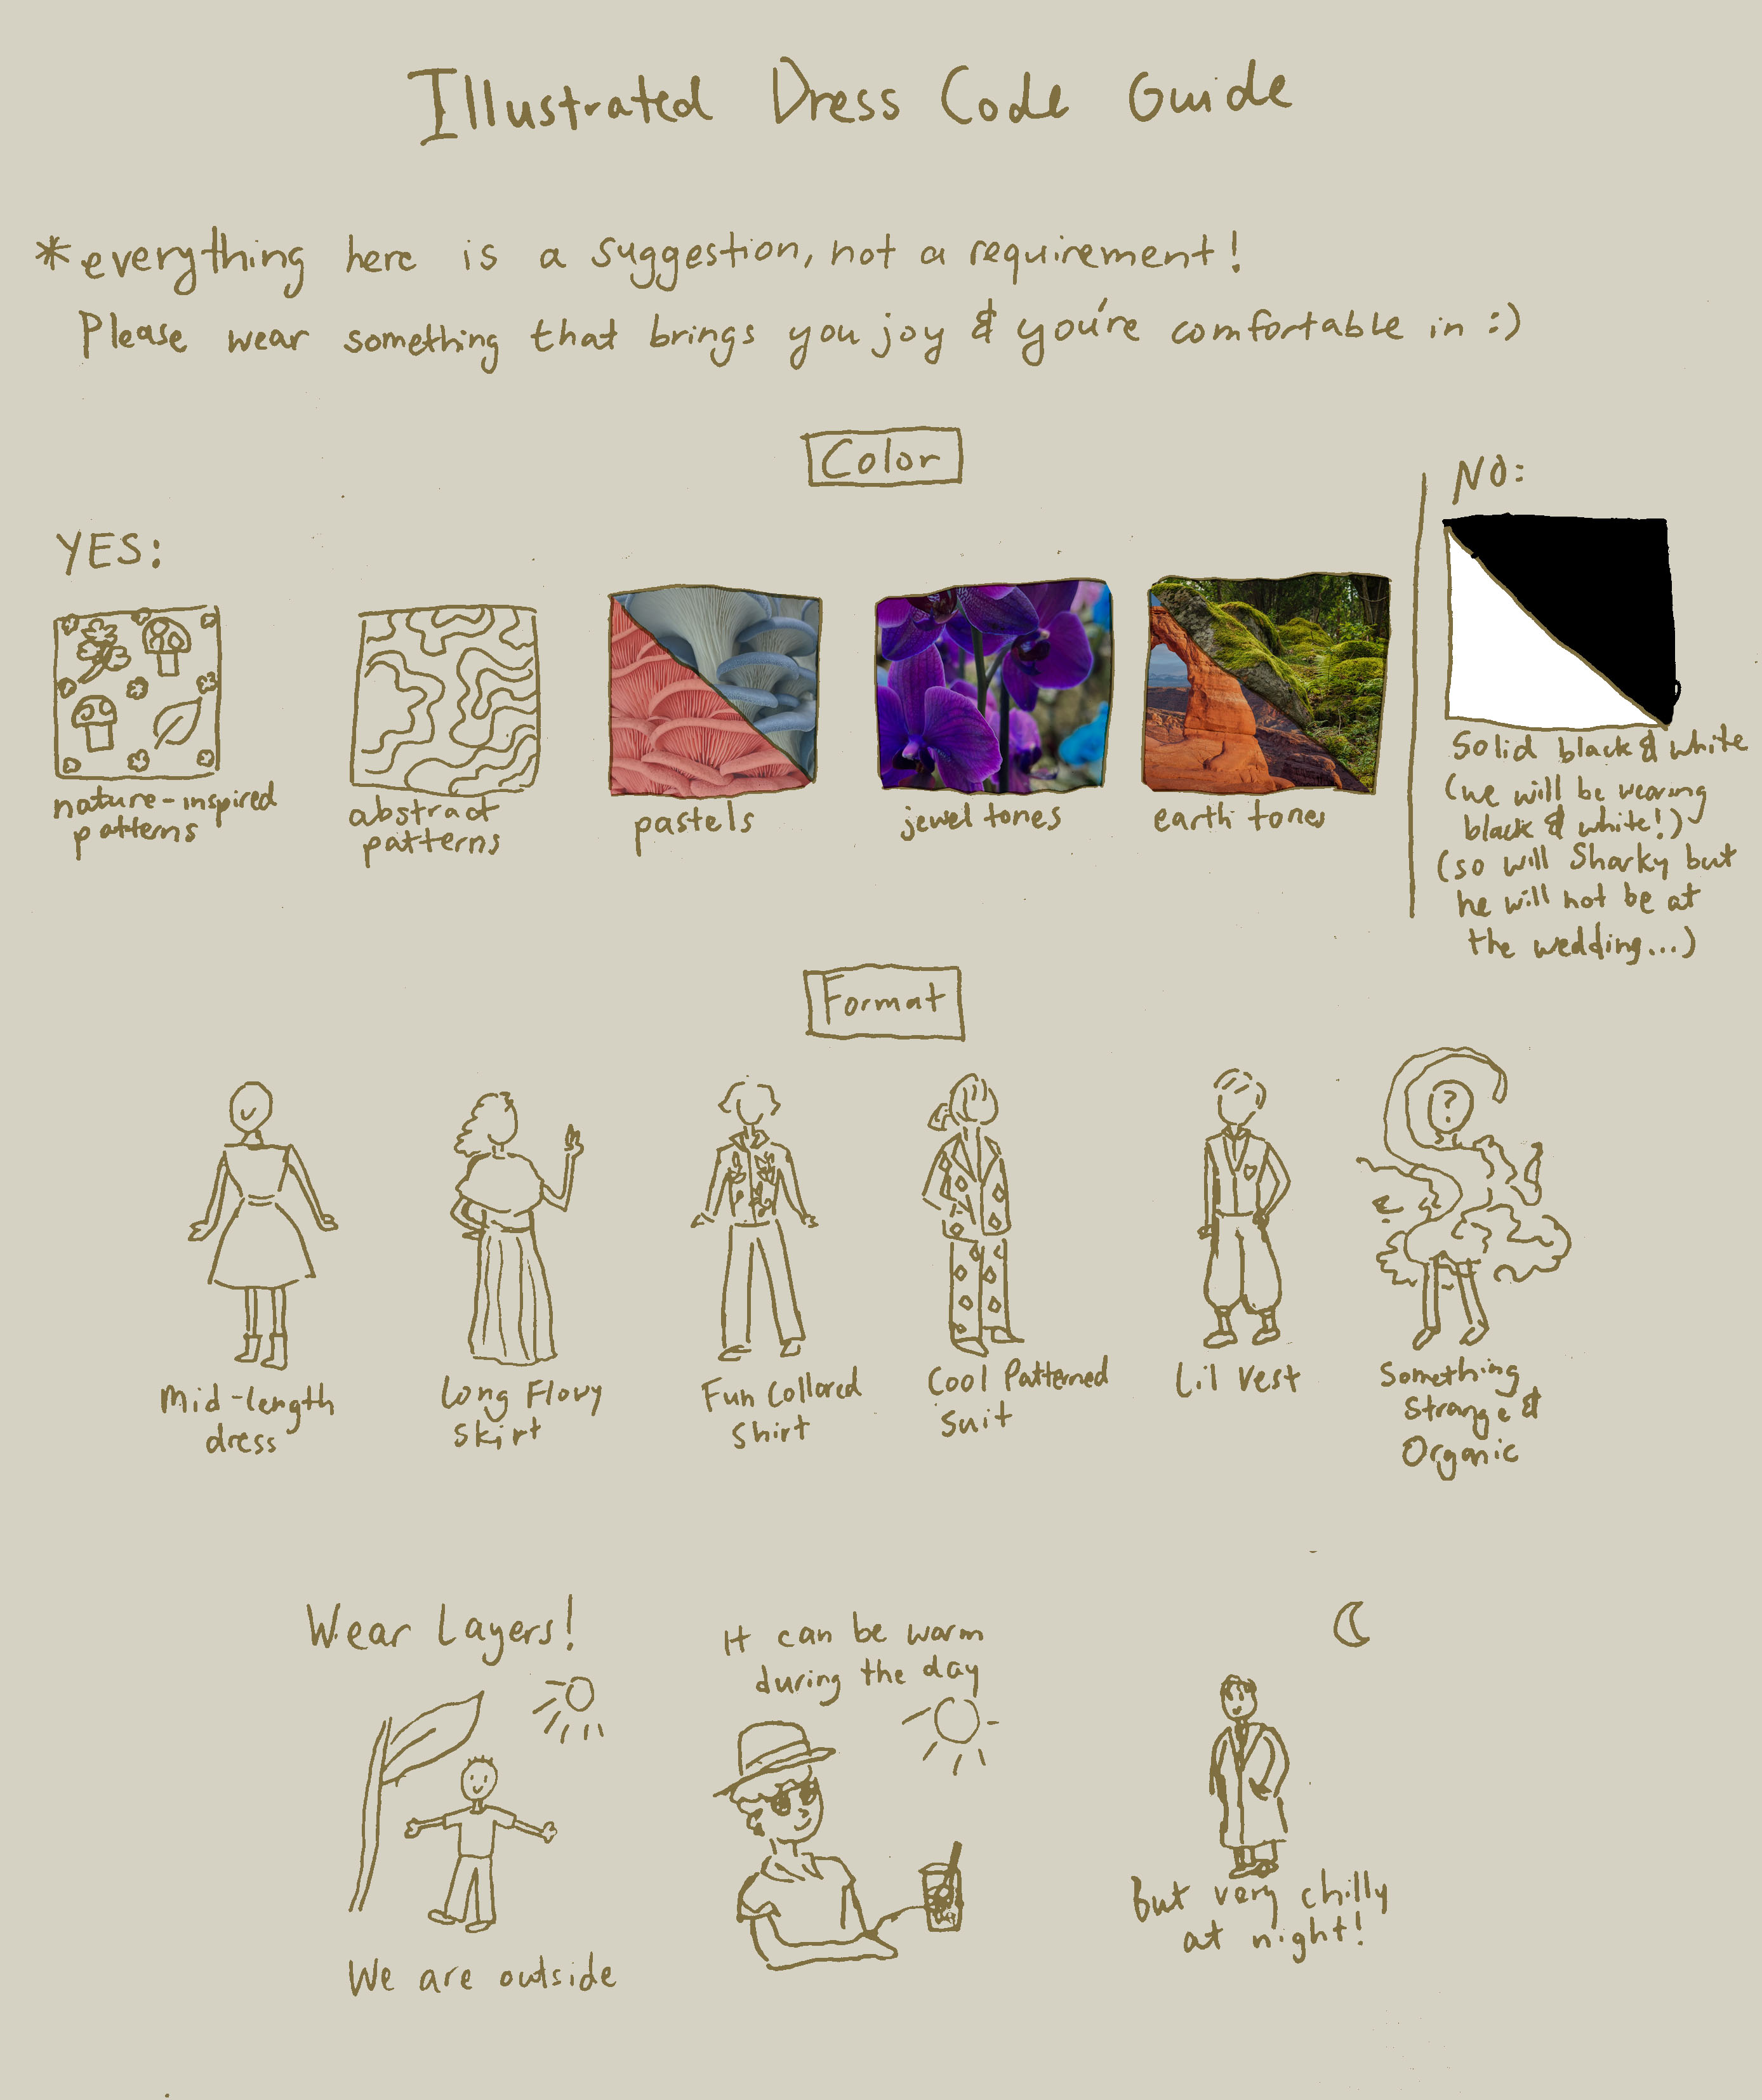 Illustrated Dress Code Guide
*everything here is a suggestion, not a requirement!
Please wear something that brings you joy & you're comfortable in :)
Color
YES:
nature-inspired
patterns
abstract
patterns
pastels
jewel tones
earth tones
NO:
Solid black & white
(we will be wearing
black & white!)
(so will Sharky but
he will not be at
the wedding...)
Format
Mid-length
dress
Long Flowy
Skirt
Fun Collared
Shirt
Cool Patterned
Suit
Lil Vest
?
Something
Strange &
Organic
Wear Layers!
We are outside
It can be warm
during the day
But very chilly
at night!